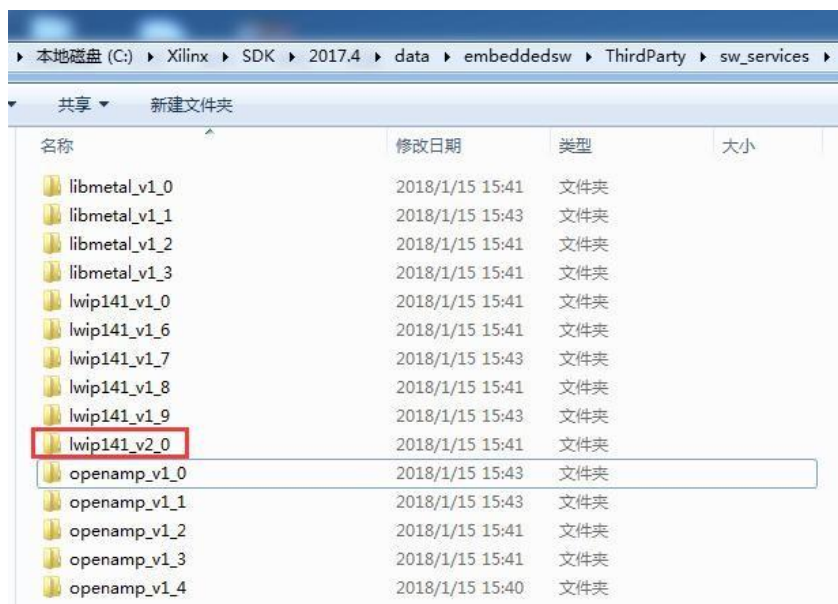 本地磁盘 (C:) ▸ Xilinx ▸ SDK ▸ 2017.4 ▸ data ▸ embeddedsw ▸ ThirdParty ▸ sw_services ▸
共享 新建文件夹
名称 修改日期 类型 大小
libmetal_v1_0 2018/1/15 15:41 文件夹
libmetal_v1_1 2018/1/15 15:43 文件夹
libmetal_v1_2 2018/1/15 15:41 文件夹
libmetal_v1_3 2018/1/15 15:41 文件夹
lwip141_v1_0 2018/1/15 15:41 文件夹
lwip141_v1_6 2018/1/15 15:41 文件夹
lwip141_v1_7 2018/1/15 15:43 文件夹
lwip141_v1_8 2018/1/15 15:41 文件夹
lwip141_v1_9 2018/1/15 15:43 文件夹
lwip141_v2_0 2018/1/15 15:41 文件夹
openamp_v1_0 2018/1/15 15:43 文件夹
openamp_v1_1 2018/1/15 15:43 文件夹
openamp_v1_2 2018/1/15 15:41 文件夹
openamp_v1_3 2018/1/15 15:41 文件夹
openamp_v1_4 2018/1/15 15:40 文件夹